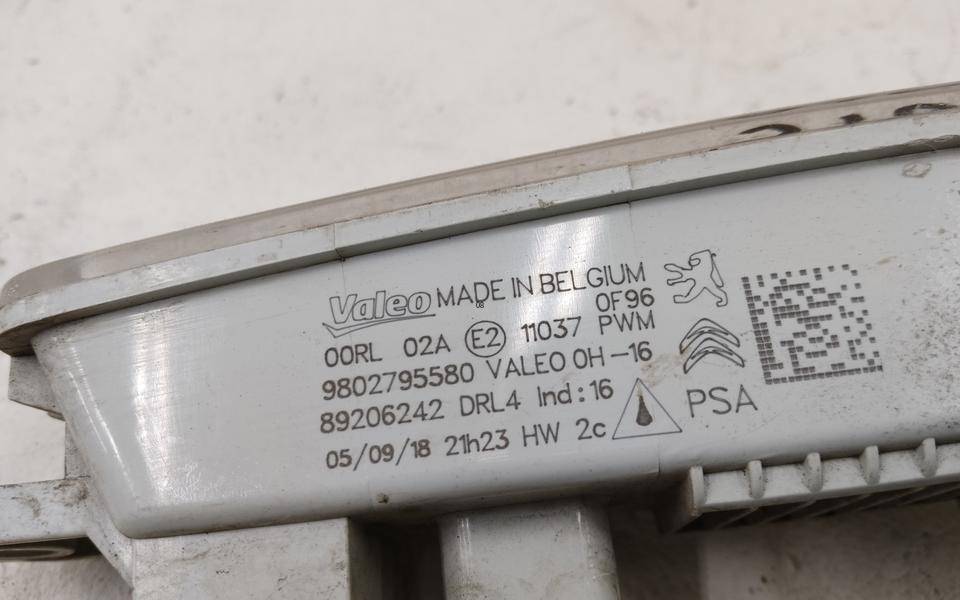 Valeo MADE IN BELGIUM
08
0F96
00RL 02A E2 11037 PWM
9802795580 VALEO 0H-16
89206242 DRL4 Ind:16
05/09/18 21h23 HW 2c
PSA